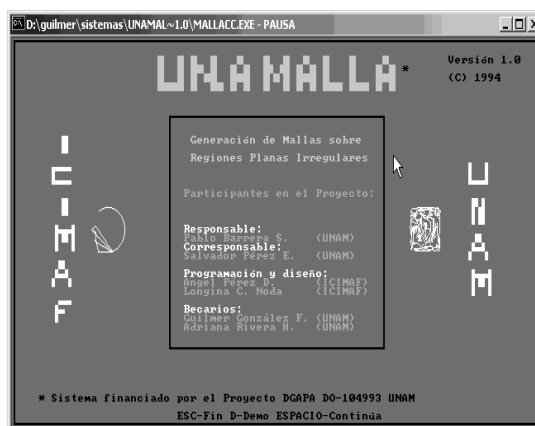 D:\guilmer\sistemas\UNAMAL~1.0\MALLACC.EXE - PAUSA
UNAMALLA*
Versión 1.0
(C) 1994
Generación de Mallas sobre
Regiones Planas Irregulares
Participantes en el Proyecto:
Responsable:
Pablo Barrera S. (UNAM)
Corresponsable:
Salvador Pérez E. (UNAM)
Programación y diseño:
Angel Pérez D. (ICIMAF)
Longina C. Noda (ICIMAF)
Becarios:
Guilmer González F. (UNAM)
Adriana Rivera H. (UNAM)
ICIMAF
UNAM
* Sistema financiado por el Proyecto DGAPA DO-104993 UNAM
ESC-Fin D-Demo ESPACIO-Continúa